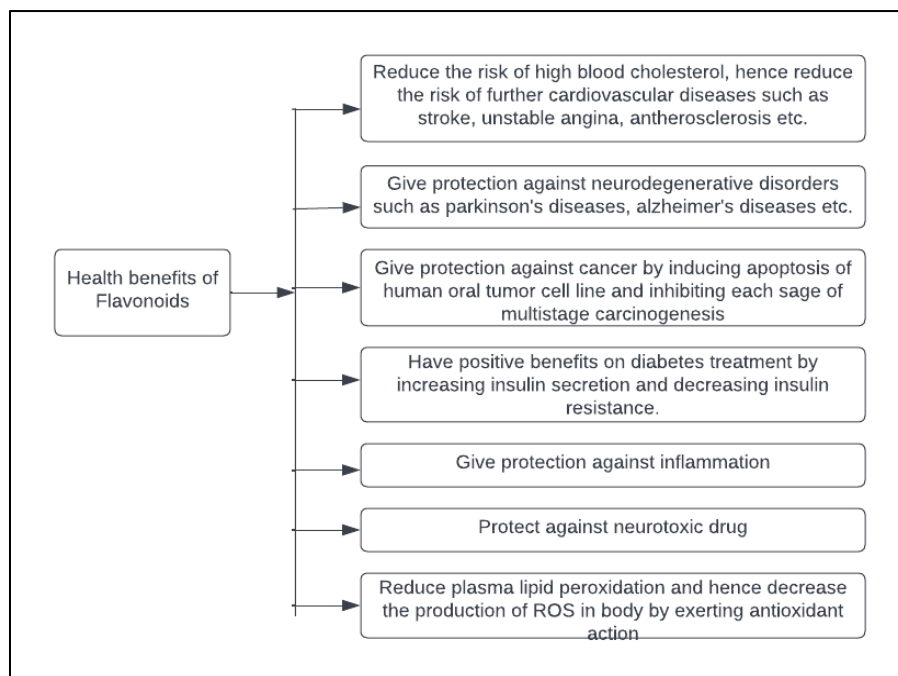 Health benefits of
Flavonoids
Reduce the risk of high blood cholesterol, hence reduce
the risk of further cardiovascular diseases such as
stroke, unstable angina, antherosclerosis etc.
Give protection against neurodegenerative disorders
such as parkinson's diseases, alzheimer's diseases etc.
Give protection against cancer by inducing apoptosis of
human oral tumor cell line and inhibiting each sage of
multistage carcinogenesis
Have positive benefits on diabetes treatment by
increasing insulin secretion and decreasing insulin
resistance.
Give protection against inflammation
Protect against neurotoxic drug
Reduce plasma lipid peroxidation and hence decrease
the production of ROS in body by exerting antioxidant
action